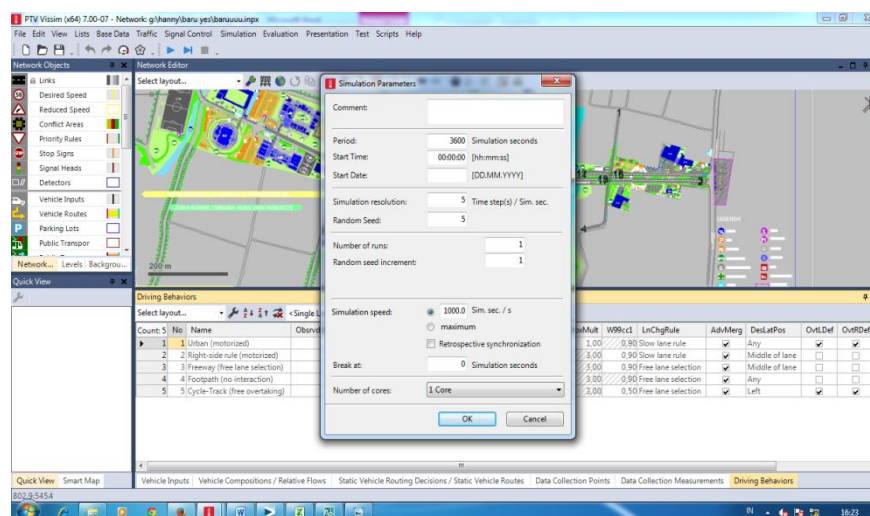 PTV Vissim (x64) 7.00-07 - Network: g:\hanny\baru yes\baruuuu.inpx
File Edit View Lists Base Data Traffic Signal Control Simulation Evaluation Presentation Test Scripts Help
Network Objects
Network Editor
Links
Select layout...
Desired Speed
Reduced Speed
Conflict Areas
Priority Rules
Stop Signs
Signal Heads
Detectors
Vehicle Inputs
Vehicle Routes
Parking Lots
Public Transpor
Network... Levels Backgrou...
200 m
1
3
4
LEGENDA
Simulation Parameters
Comment:
Period: 3600 Simulation seconds
Start Time: 00:00:00 [hh:mm:ss]
Start Date: [DD.MM.YYYY]
Simulation resolution: 5 Time step(s) / Sim. sec.
Random Seed: 5
Number of runs: 1
Random seed increment: 1
Simulation speed: 1000.0 Sim. sec. / s
maximum
Retrospective synchronization
Break at: 0 Simulation seconds
Number of cores: 1 Core
OK Cancel
Quick View
Driving Behaviors
Select layout... <Single L
Count: 5 No Name Obsrvd oxMult W99cc1 LnChgRule AdvMerg DesLatPos OvtLDef OvtRDef
1 1 Urban (motorized) 1,00 0,90 Slow lane rule Any
2 2 Right-side rule (motorized) 3,00 0,90 Slow lane rule Middle of lane
3 3 Freeway (free lane selection) 3,00 0,90 Free lane selection Middle of lane
4 4 Footpath (no interaction) 3,00 0,90 Free lane selection Any
5 5 Cycle-Track (free overtaking) 3,00 0,50 Free lane selection Left
Quick View Smart Map
Vehicle Inputs Vehicle Compositions / Relative Flows Static Vehicle Routing Decisions / Static Vehicle Routes Data Collection Points Data Collection Measurements Driving Behaviors
802.9:545.4
IN 16:23